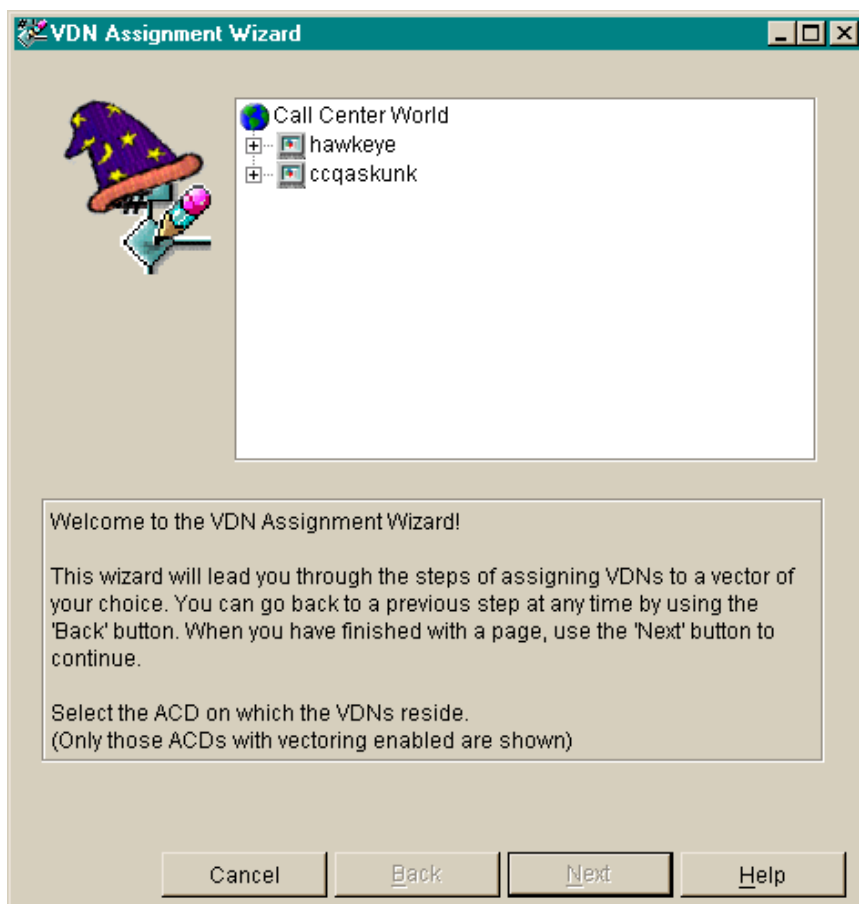 VDN Assignment Wizard
Call Center World
hawkeye
ccqaskunk
Welcome to the VDN Assignment Wizard!
This wizard will lead you through the steps of assigning VDNs to a vector of
your choice. You can go back to a previous step at any time by using the
'Back' button. When you have finished with a page, use the 'Next' button to
continue.
Select the ACD on which the VDNs reside.
(Only those ACDs with vectoring enabled are shown)
Cancel
Back
Next
Help